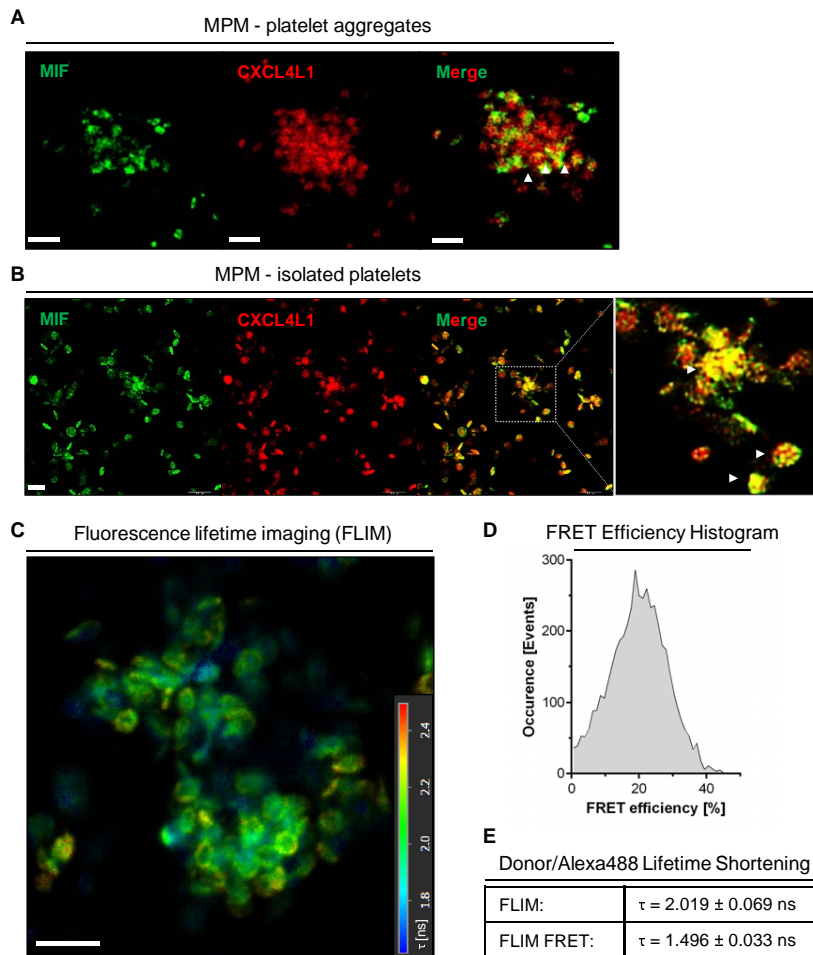 A
MPM - platelet aggregates
MIF
CXCL4L1
Merge
B
MPM - isolated platelets
MIF
CXCL4L1
Merge
C
Fluorescence lifetime imaging (FLIM)
2.4
2.2
2.0
1.8
τ [ns]
D
FRET Efficiency Histogram
Occurence [Events]
300
200
100
0
0
20
40
FRET efficiency [%]
E
Donor/Alexa488 Lifetime Shortening
FLIM: τ = 2.019 ± 0.069 ns
FLIM FRET: τ = 1.496 ± 0.033 ns